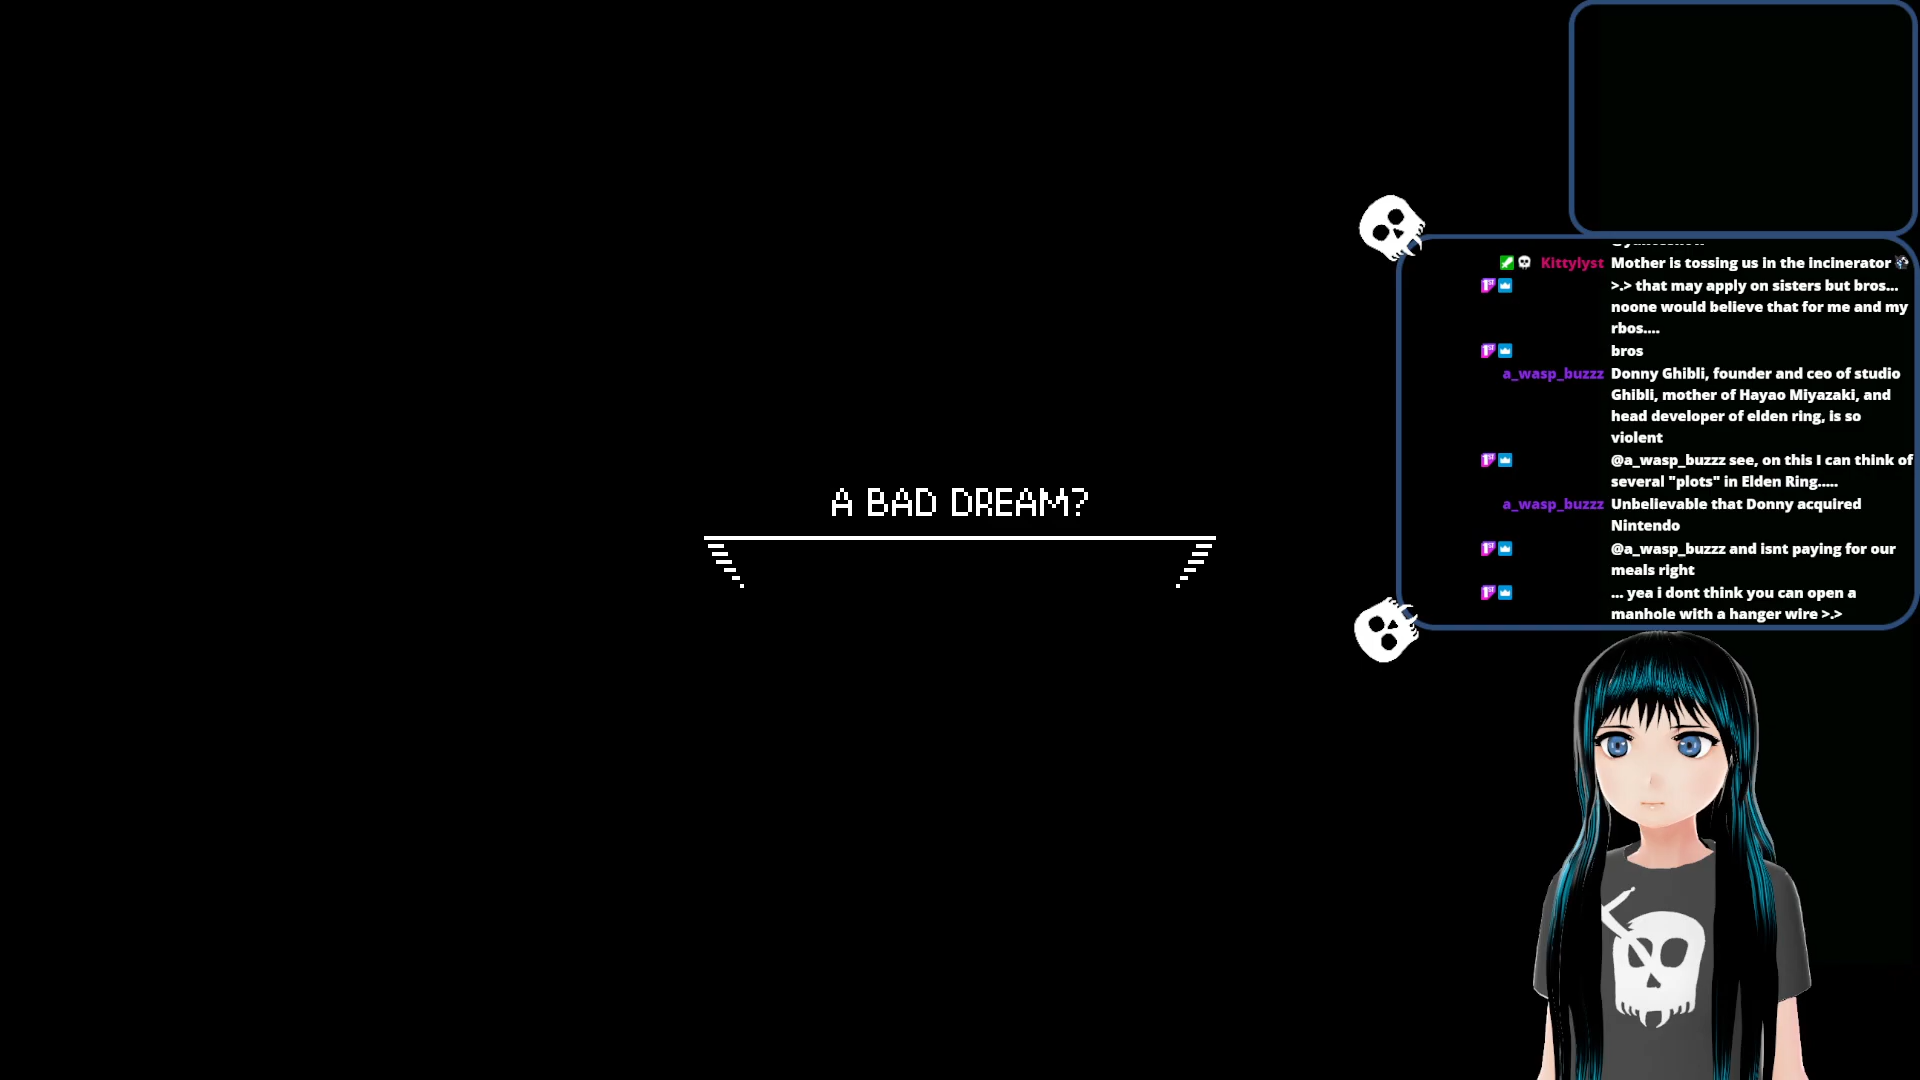 A BAD DREAM?
Kittylyst Mother is tossing us in the incinerator
>.> that may apply on sisters but bros...
noone would believe that for me and my
rbos....
bros
a_wasp_buzzz Donny Ghibli, founder and ceo of studio
Ghibli, mother of Hayao Miyazaki, and
head developer of elden ring, is so
violent
@a_wasp_buzzz see, on this I can think of
several "plots" in Elden Ring.....
a_wasp_buzzz Unbelievable that Donny acquired
Nintendo
@a_wasp_buzzz and isnt paying for our
meals right
... yea i dont think you can open a
manhole with a hanger wire >.>